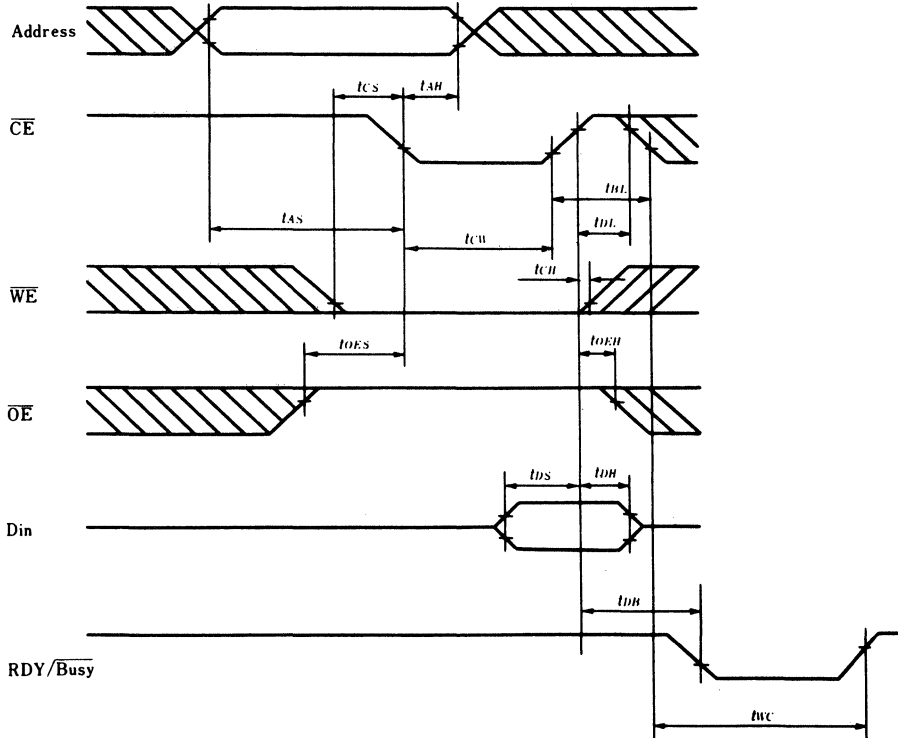 Address
tCS
tAH
CE
tBL
tAS
tDL
tCW
tCH
WE
tOES
tOEH
OE
tDS
tDH
Din
tDB
RDY/Busy
tWC